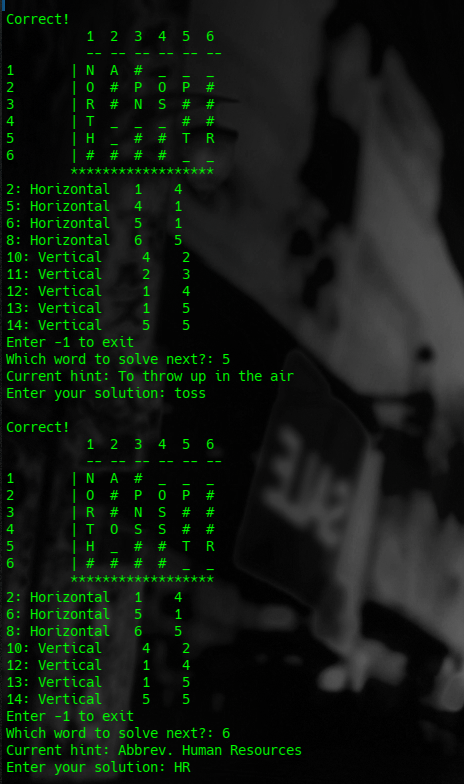 Correct!
          1  2  3  4  5  6
          -- -- -- -- -- --
1       | N  A  #  _  _  _
2       | O  #  P  O  P  #
3       | R  #  N  S  #  #
4       | T  _  _  _  #  #
5       | H  _  #  #  T  R
6       | #  #  #  #  _  _
        ******************
2: Horizontal   1    4
5: Horizontal   4    1
6: Horizontal   5    1
8: Horizontal   6    5
10: Vertical     4    2
11: Vertical     2    3
12: Vertical     1    4
13: Vertical     1    5
14: Vertical     5    5
Enter -1 to exit
Which word to solve next?: 5
Current hint: To throw up in the air
Enter your solution: toss

Correct!
          1  2  3  4  5  6
          -- -- -- -- -- --
1       | N  A  #  _  _  _
2       | O  #  P  O  P  #
3       | R  #  N  S  #  #
4       | T  O  S  S  #  #
5       | H  _  #  #  T  R
6       | #  #  #  #  _  _
        ******************
2: Horizontal   1    4
6: Horizontal   5    1
8: Horizontal   6    5
10: Vertical     4    2
12: Vertical     1    4
13: Vertical     1    5
14: Vertical     5    5
Enter -1 to exit
Which word to solve next?: 6
Current hint: Abbrev. Human Resources
Enter your solution: HR